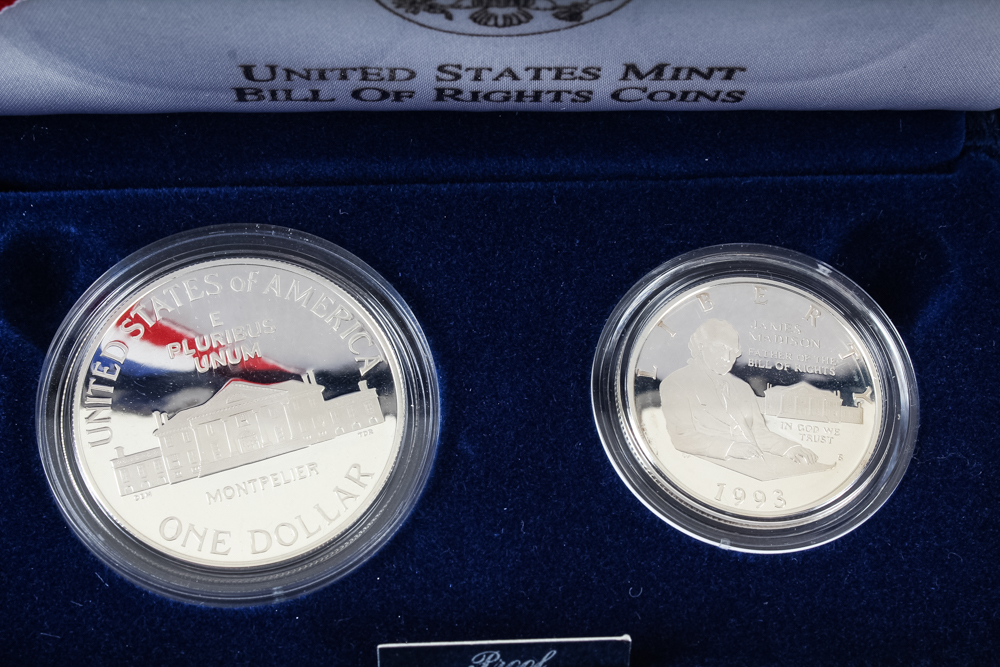 UNITED STATES MINT
BILL OF RIGHTS COINS
UNITED STATES of AMERICA
E
PLURIBUS
UNUM
MONTPELIER
ONE DOLLAR
LIBERTY
JAMES
MADISON
FATHER OF THE
BILL OF RIGHTS
IN GOD WE
TRUST
1993
Proof